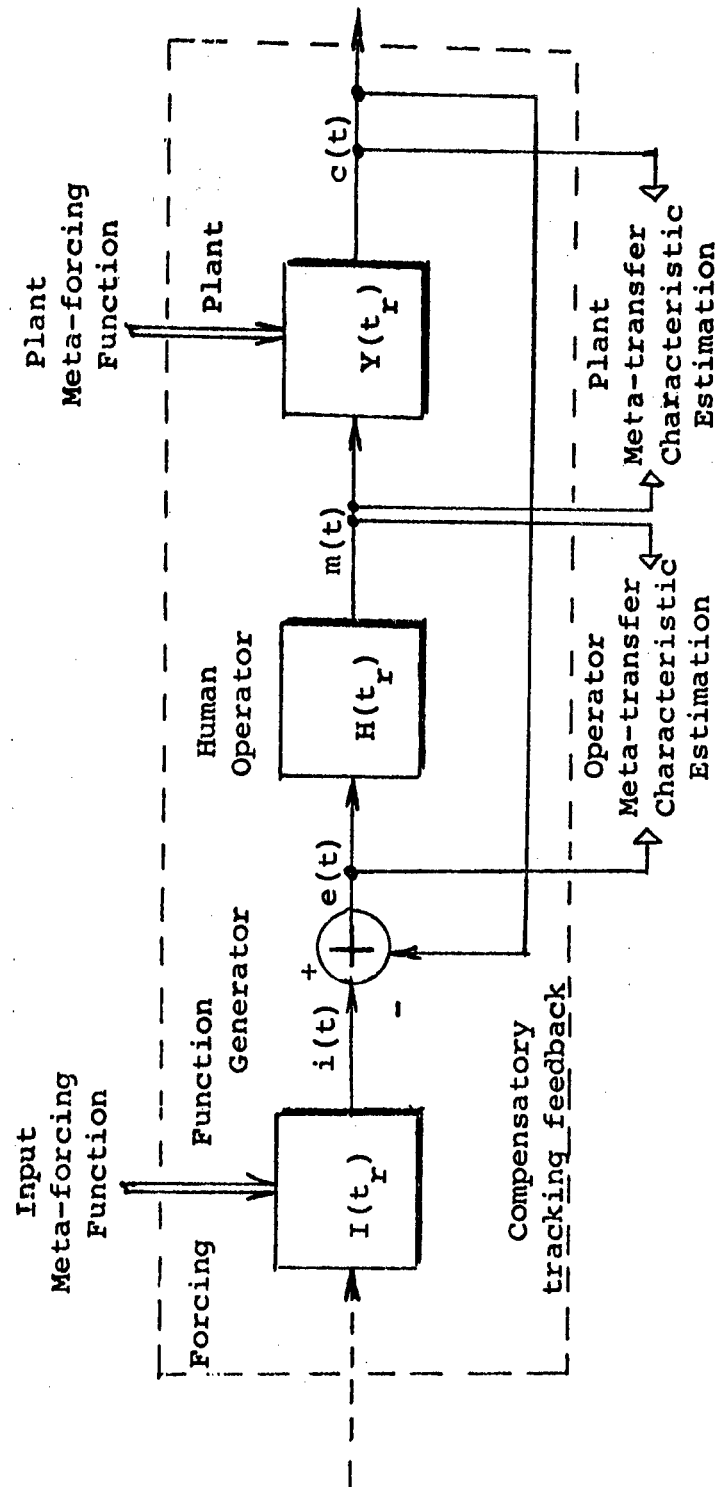 Input
Meta-forcing
Function
Plant
Meta-forcing
Function
Forcing
Function
Generator
Human
Operator
Plant
I(t_r)
i(t)
+
-
e(t)
H(t_r)
m(t)
Y(t_r)
c(t)
Compensatory
tracking feedback
Operator
Meta-transfer
Characteristic
Estimation
Plant
Meta-transfer
Characteristic
Estimation